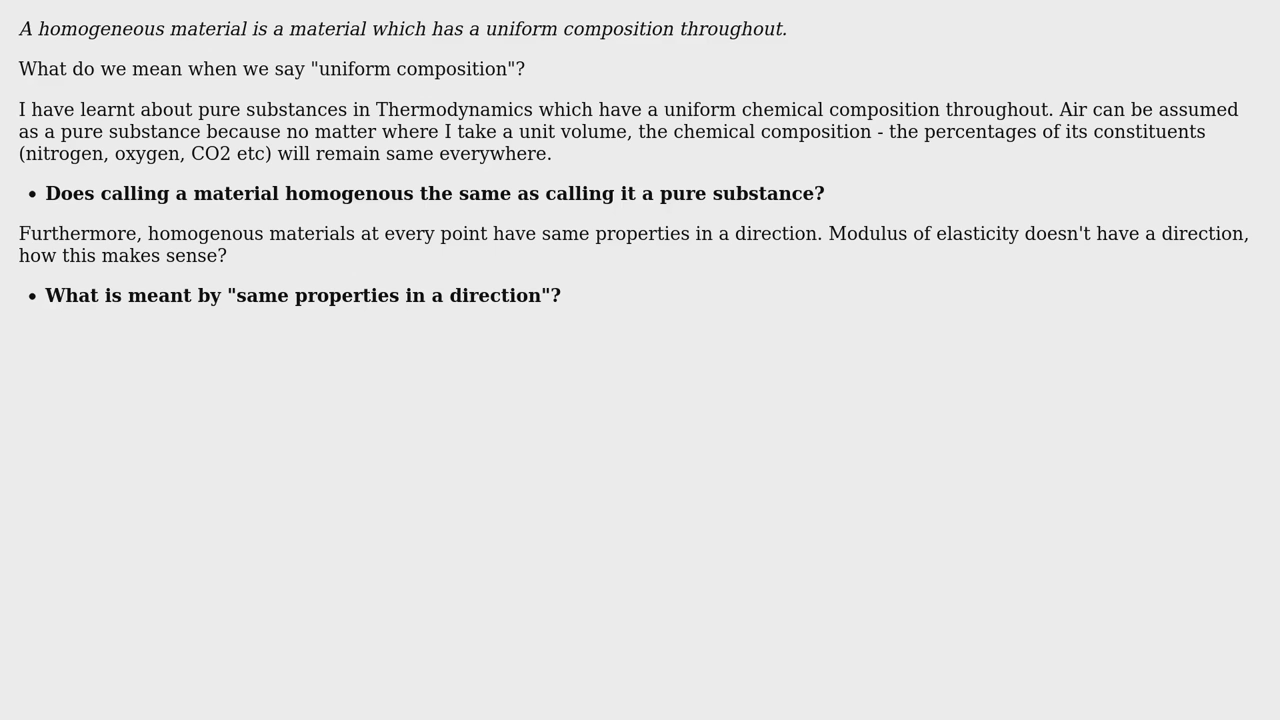 A homogeneous material is a material which has a uniform composition throughout.
What do we mean when we say "uniform composition"?
I have learnt about pure substances in Thermodynamics which have a uniform chemical composition throughout. Air can be assumed
as a pure substance because no matter where I take a unit volume, the chemical composition - the percentages of its constituents
(nitrogen, oxygen, CO2 etc) will remain same everywhere.
• Does calling a material homogenous the same as calling it a pure substance?
Furthermore, homogenous materials at every point have same properties in a direction. Modulus of elasticity doesn't have a direction,
how this makes sense?
• What is meant by "same properties in a direction"?